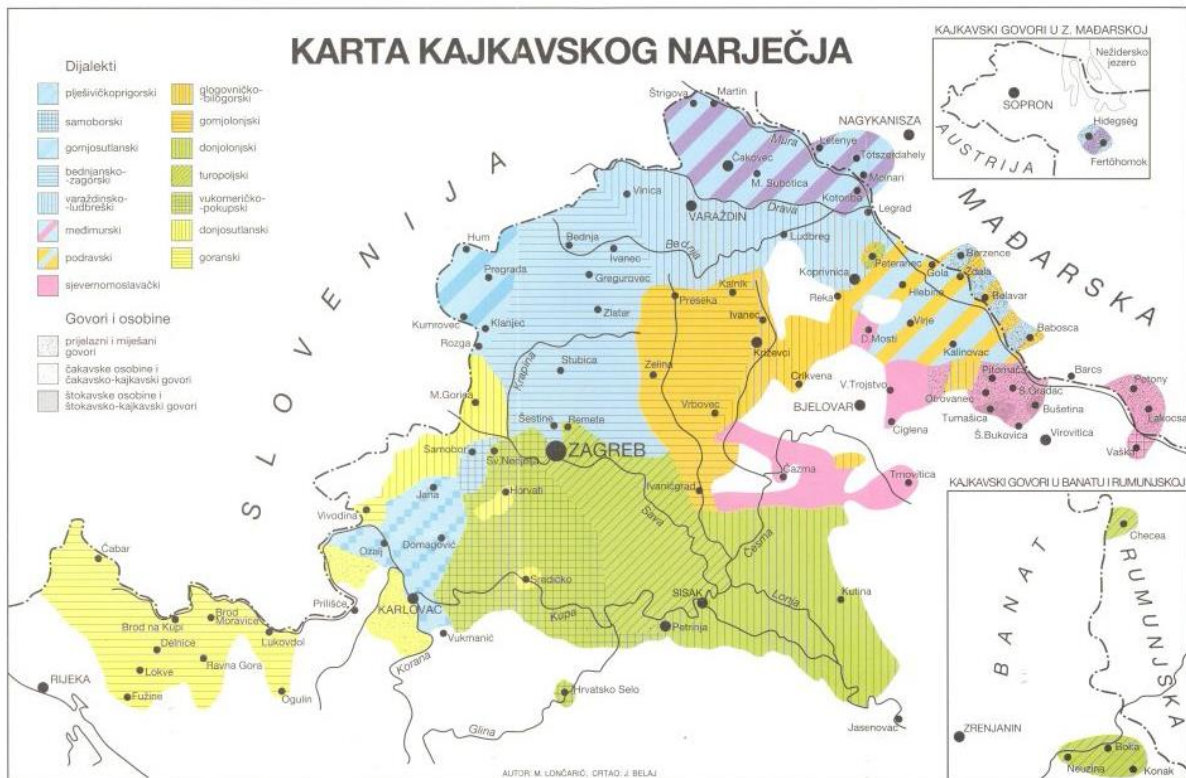 KARTA KAJKAVSKOG NARJEČJA
Dijalekti
plješivičkoprigorski
samoborski
gornjosutlanski
bednjansko-
-zagorski
varaždinsko-
-ludbreški
međimurski
podravski
sjevernomoslavački
glogovničko-
-bilogorski
gornjolonjski
donjolonjski
turopoljski
vukomeričko-
-pokupski
donjosutlanski
goranski
Govori i osobine
prijelazni i miješani
govori
čakavske osobine i
čakavsko-kajkavski govori
štokavske osobine i
štokavsko-kajkavski govori
KAJKAVSKI GOVORI U Z. MAĐARSKOJ
Nežidersko
jezero
SOPRON
Hidegség
Fertőhomok
AUSTRIJA
SLOVENIJA
MAĐARSKA
Štrigova
Martin
Mura
NAGYKANISZA
Letenye
Tótszerdahely
Čakovec
M. Subotica
Molnari
Kotoriba
Vinica
VARAŽDIN
Drava
Legrad
Hum
Bednja
Bednja
Ludbreg
Ivanec
Pregrada
Gregurovec
Koprivnica
Peteranec
Gola
Berzence
Ždala
Kalnik
Preseka
Reka
Hlebine
Belavar
Kumrovec
Klanjec
Zlatar
Ivanec
Virje
Babocsa
Rozga
D.Mosti
Križevci
Kalinovac
Krapina
Stubica
Zelina
Crikvena
V.Trojstvo
Pitomača
Barcs
Otrovanec
S.Gradac
Potony
M.Gorica
Vrbovec
BJELOVAR
Tumašica
Bušetina
Lakocsa
Šestine
Remete
Ciglena
Š.Bukovica
Virovitica
Vaška
ZAGREB
Samobor
Sv.Nedjelja
Čazma
Trnovitica
Jana
Horvati
Ivanićgrad
Vivodina
Sava
Česma
Ozalj
Domagović
Čabar
Sredičko
SISAK
Lonja
Kutina
Prilišće
KARLOVAC
Kupa
Brod na Kupi
Brod
Moravice
Petrinja
Delnice
Lukovdol
Vukmanić
Lokve
Ravna Gora
Korana
RIJEKA
Fužine
Ogulin
Hrvatsko Selo
Glina
Jasenovac
KAJKAVSKI GOVORI U BANATU I RUMUNJSKOJ
Checea
BANAT
RUMUNJSKA
ZRENJANIN
Boka
Neuzina
Konak
AUTOR: M. LONČARIĆ, CRTAO: J. BELAJ